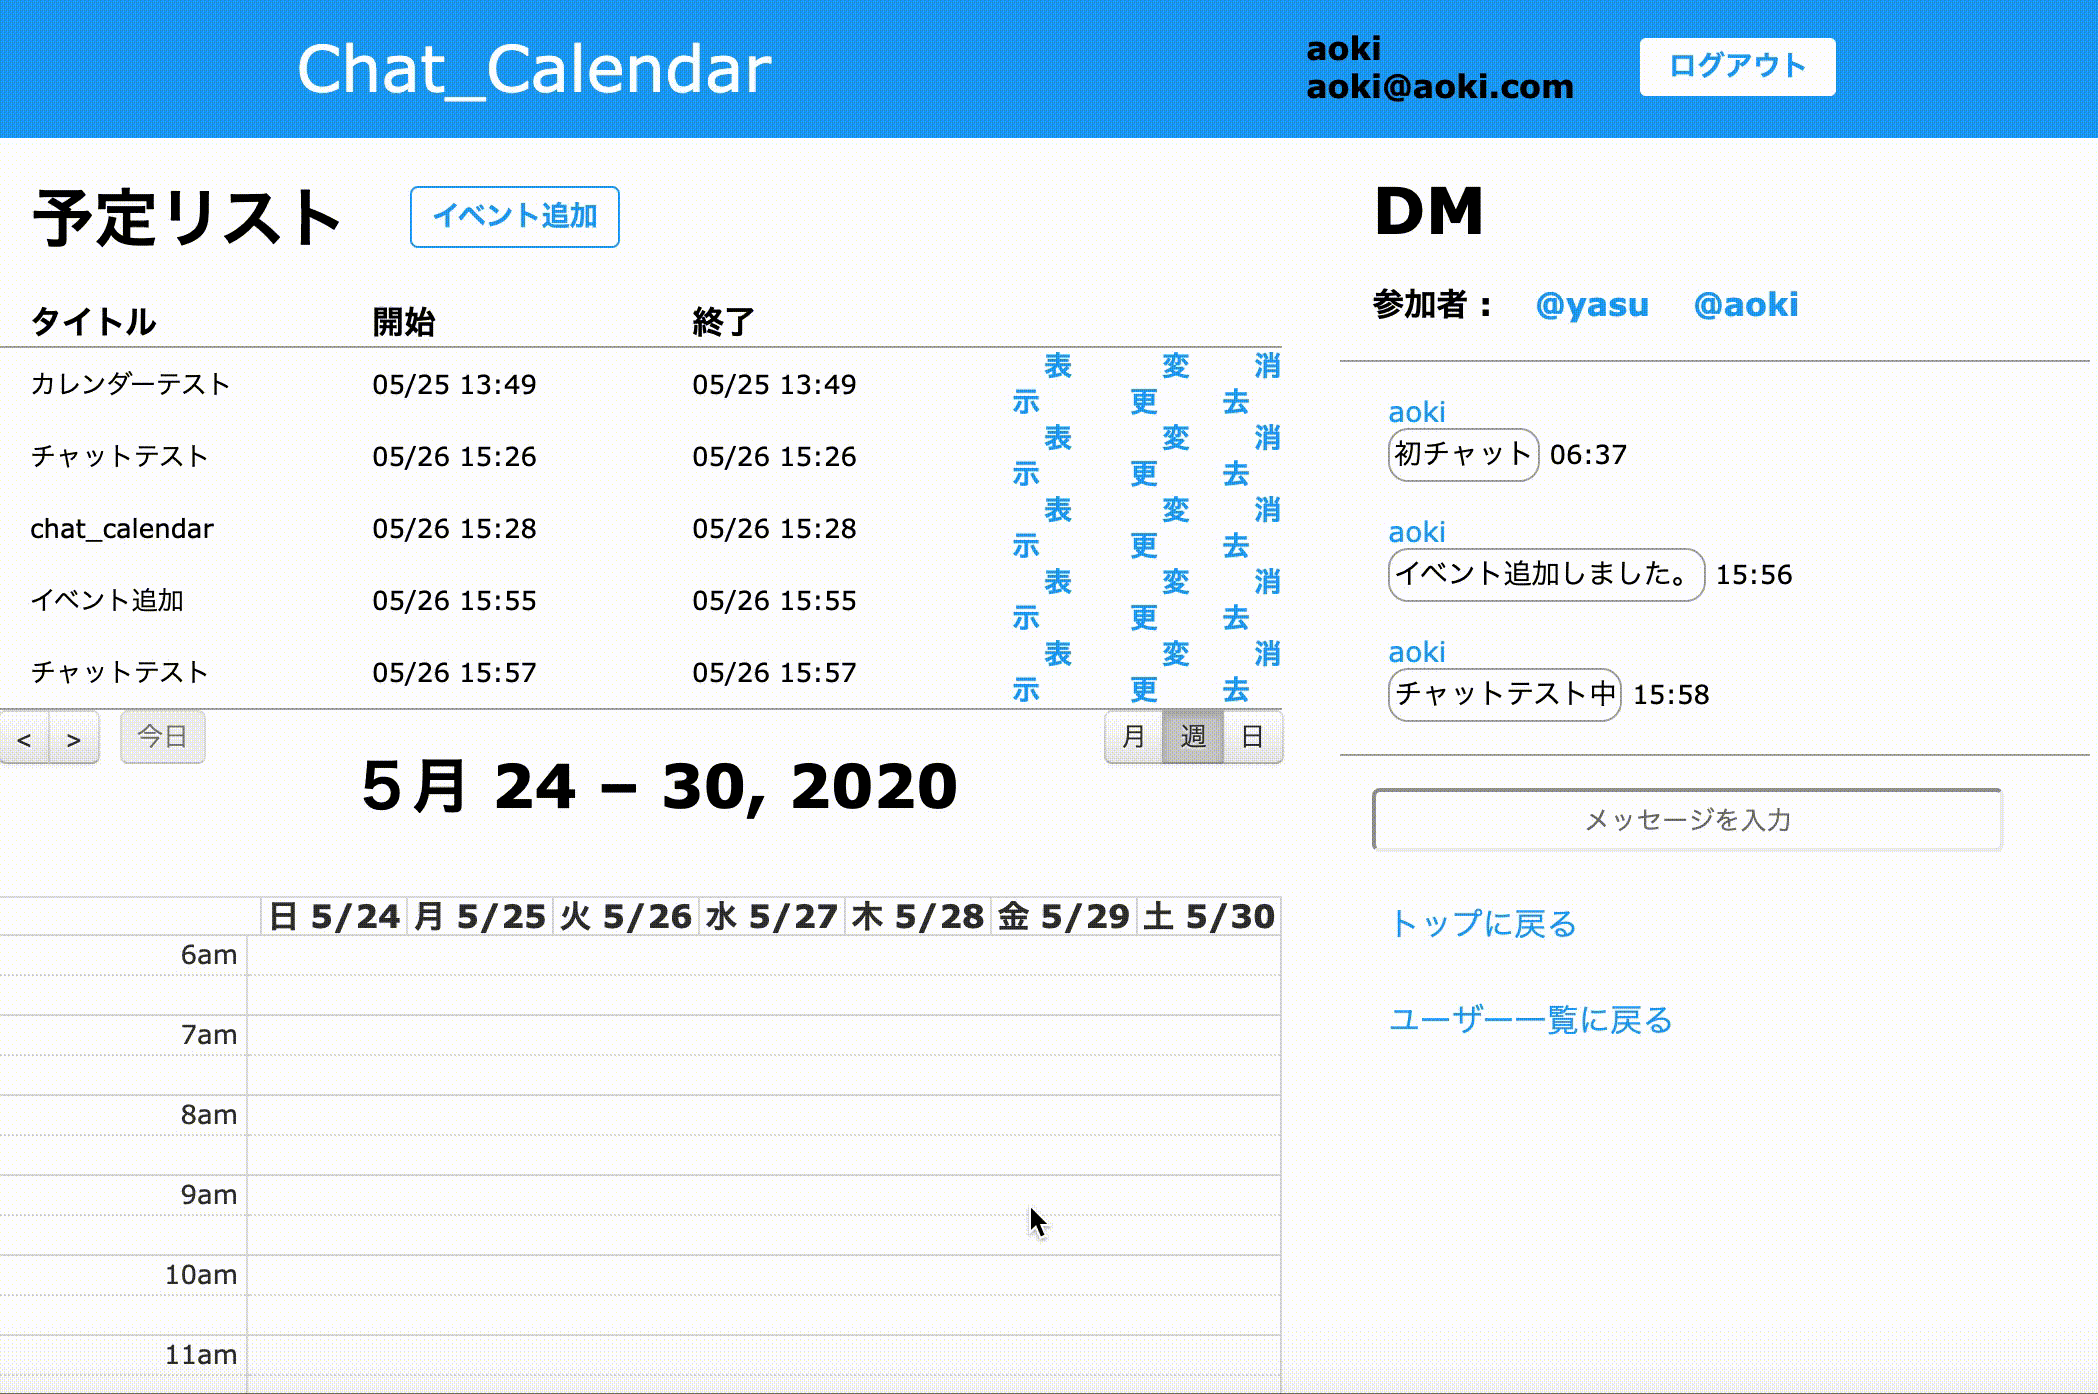 Chat_Calendar
aoki
aoki@aoki.com
ログアウト
予定リスト
イベント追加
タイトル 開始 終了
カレンダーテスト 05/25 13:49 05/25 13:49 表示 変更 消去
チャットテスト 05/26 15:26 05/26 15:26 表示 変更 消去
chat_calendar 05/26 15:28 05/26 15:28 表示 変更 消去
イベント追加 05/26 15:55 05/26 15:55 表示 変更 消去
チャットテスト 05/26 15:57 05/26 15:57 表示 変更 消去
< > 今日 月 週 日
５月 24 – 30, 2020
日 5/24 月 5/25 火 5/26 水 5/27 木 5/28 金 5/29 土 5/30
6am
7am
8am
9am
10am
11am
DM
参加者： @yasu @aoki
aoki
初チャット 06:37
aoki
イベント追加しました。 15:56
aoki
チャットテスト中 15:58
メッセージを入力
トップに戻る
ユーザー一覧に戻る